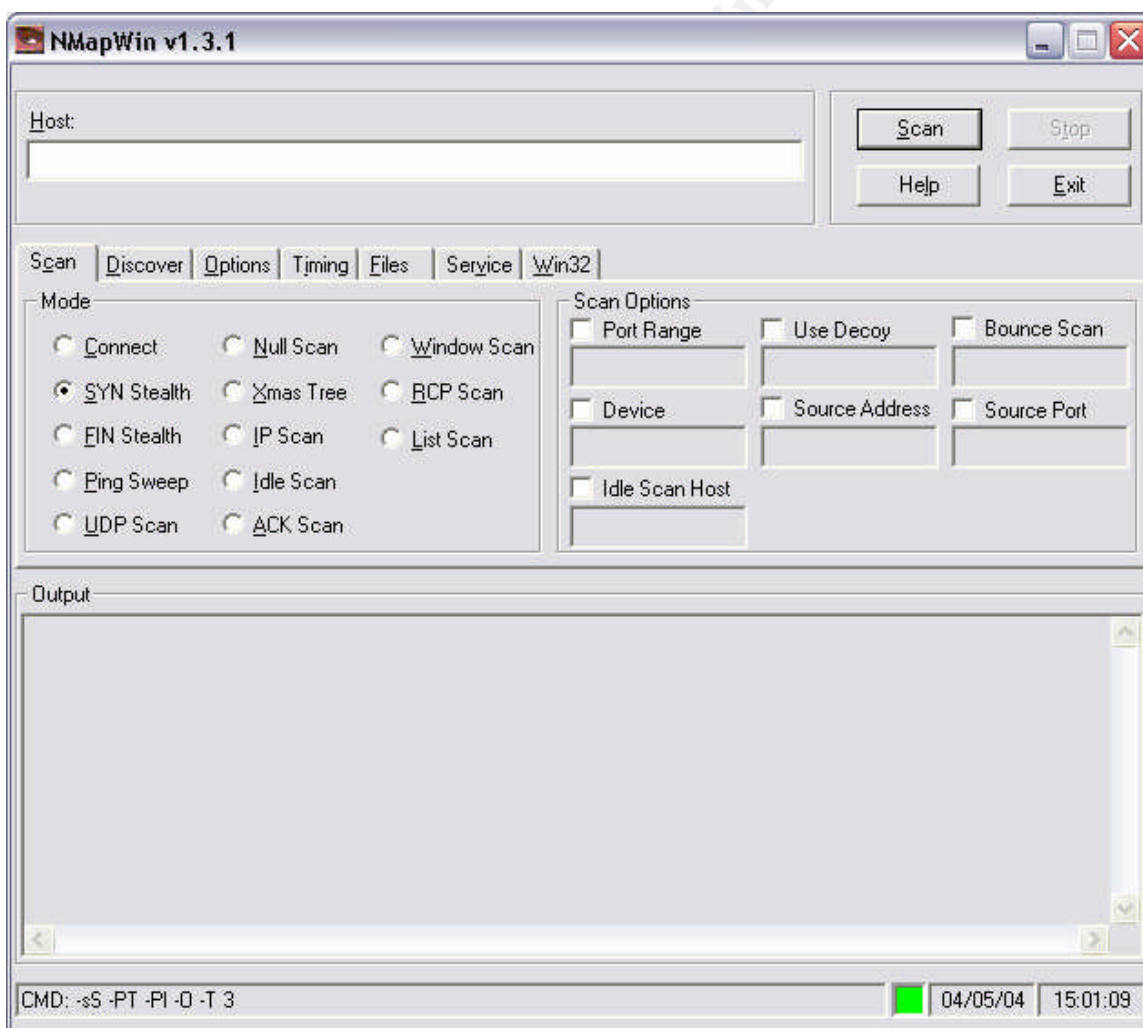 NMapWin v1.3.1
Host:
Scan
Stop
Help
Exit
Scan Discover Options Timing Files Service Win32
Mode
Connect Null Scan Window Scan
SYN Stealth Xmas Tree RCP Scan
FIN Stealth IP Scan List Scan
Ping Sweep Idle Scan
UDP Scan ACK Scan
Scan Options
Port Range Use Decoy Bounce Scan
Device Source Address Source Port
Idle Scan Host
Output
CMD: -sS -PT -PI -O -T 3
04/05/04 15:01:09